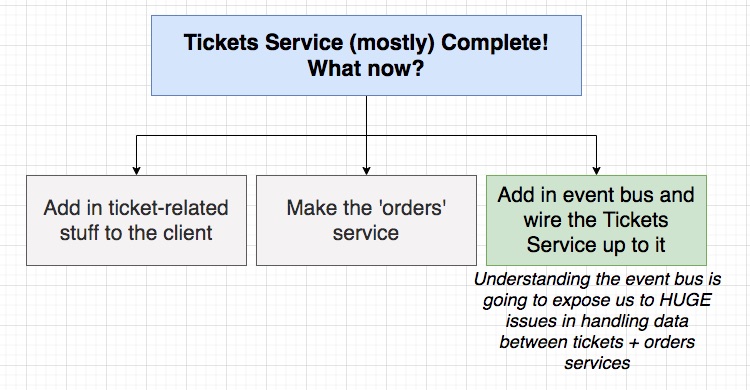 Tickets Service (mostly) Complete!
What now?
Add in ticket-related
stuff to the client
Make the 'orders'
service
Add in event bus and
wire the Tickets
Service up to it
Understanding the event bus is
going to expose us to HUGE
issues in handling data
between tickets + orders
services